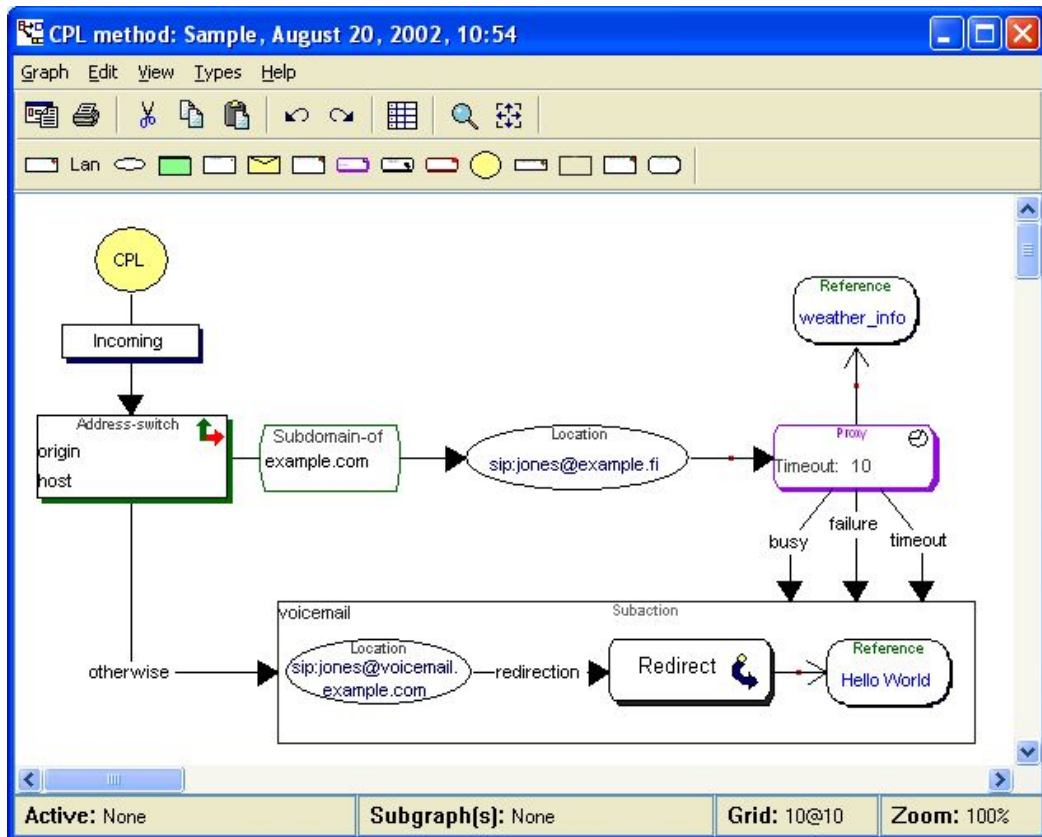 CPL method: Sample, August 20, 2002, 10:54
Graph Edit View Types Help
Lan
CPL
Incoming
Address-switch
origin
host
Subdomain-of
example.com
Location
sip:jones@example.fi
Reference
weather_info
Proxy
Timeout: 10
busy
failure
timeout
otherwise
voicemail
Subaction
Location
sip:jones@voicemail.
example.com
redirection
Redirect
Reference
Hello World
Active: None
Subgraph(s): None
Grid: 10@10
Zoom: 100%